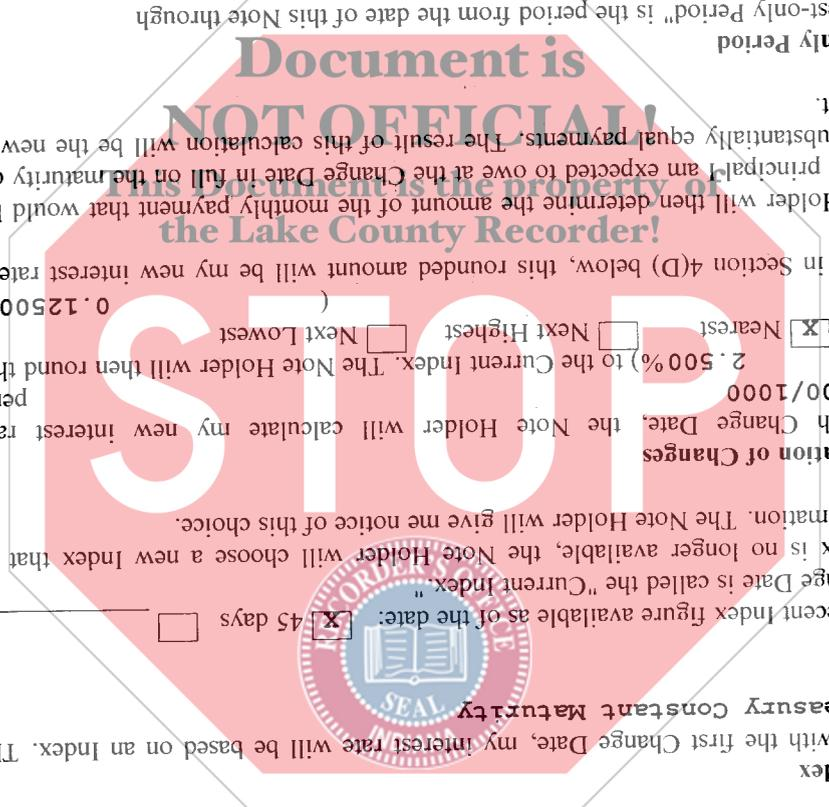 Document is
NOT OFFICIAL!
This Document is the property of
the Lake County Recorder!
STOP
RECORDER'S OFFICE
SEAL
INDIANA
dex
with the first Change Date, my interest rate will be based on an Index. Th
easury Constant Maturity
ecent Index figure available as of the date: X 45 days
nge Date is called the "Current Index."
x is no longer available, the Note Holder will choose a new Index that
mation. The Note Holder will give me notice of this choice.
ation of Changes
h Change Date, the Note Holder will calculate my new interest ra
00/1000 per
2.500%) to the Current Index. The Note Holder will then round th
X Nearest Next Highest Next Lowest
( 0.12500
in Section 4(D) below, this rounded amount will be my new interest rate
Holder will then determine the amount of the monthly payment that would
principal I am expected to owe at the Change Date in full on the maturity
ubstantially equal payments. The result of this calculation will be the new
t.
nly Period
est-only Period" is the period from the date of this Note through